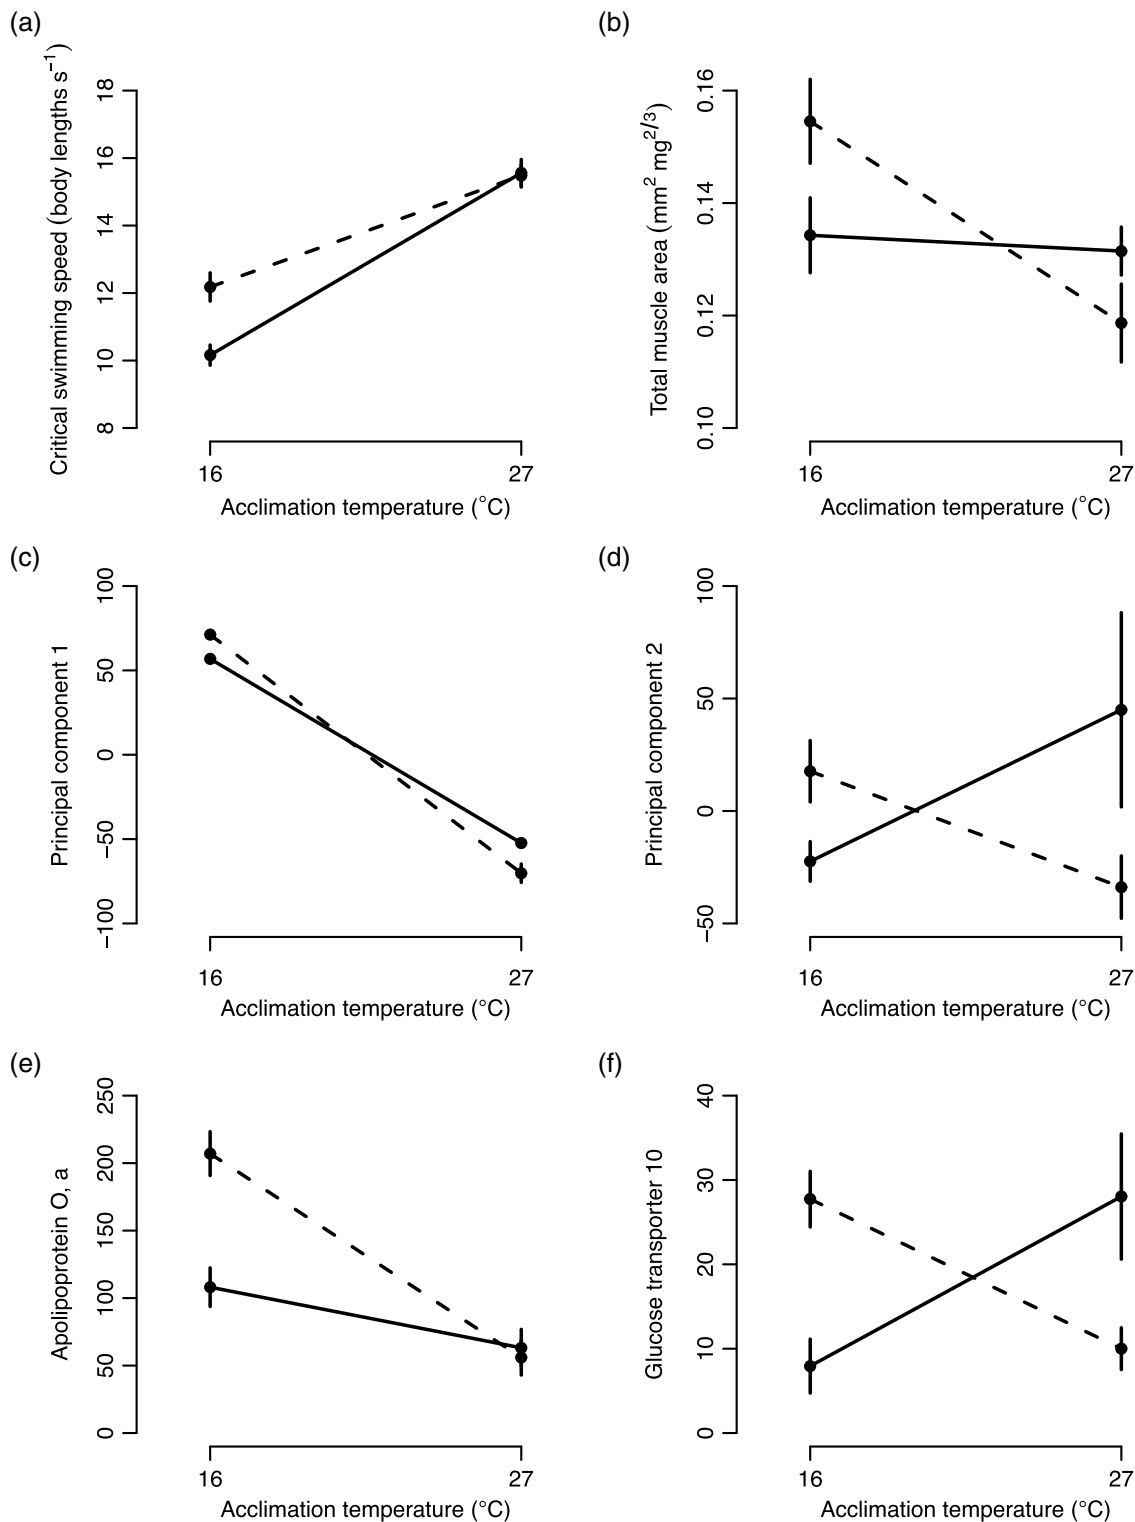 (a)
Critical swimming speed (body lengths s⁻¹)
18
16
14
12
10
8
16 27
Acclimation temperature (°C)
(b)
Total muscle area (mm² mg²/³)
0.16
0.14
0.12
0.10
16 27
Acclimation temperature (°C)
(c)
Principal component 1
100
50
0
−50
−100
16 27
Acclimation temperature (°C)
(d)
Principal component 2
100
50
0
−50
16 27
Acclimation temperature (°C)
(e)
Apolipoprotein O, a
250
200
150
100
50
0
16 27
Acclimation temperature (°C)
(f)
Glucose transporter 10
40
30
20
10
0
16 27
Acclimation temperature (°C)